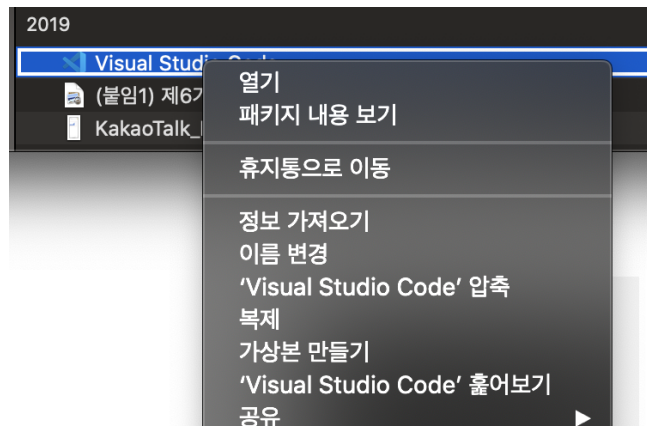 2019
Visual Studio
열기
(붙임1) 제6기
패키지 내용 보기
KakaoTalk_
휴지통으로 이동
정보 가져오기
이름 변경
‘Visual Studio Code’ 압축
복제
가상본 만들기
‘Visual Studio Code’ 훑어보기
공유